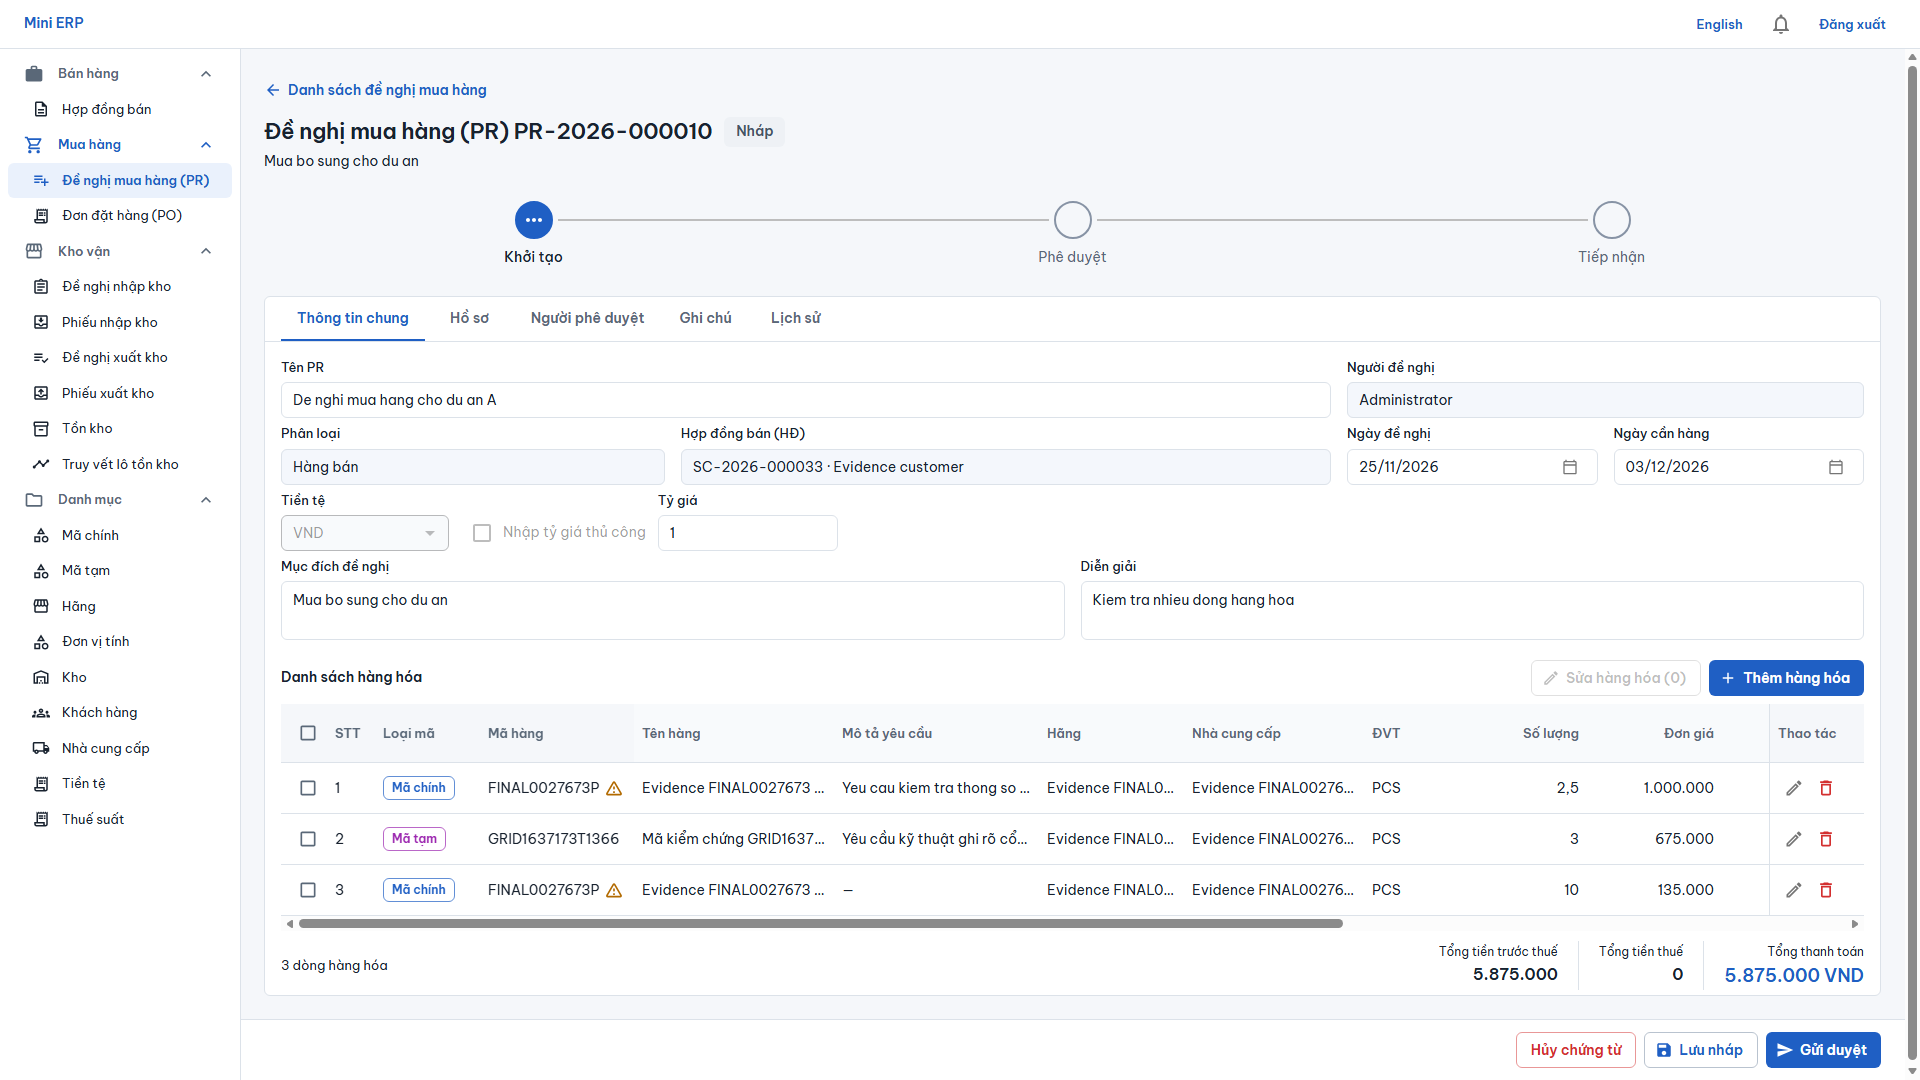 Mini ERP
English
Đăng xuất
Bán hàng
Hợp đồng bán
Mua hàng
Đề nghị mua hàng (PR)
Đơn đặt hàng (PO)
Kho vận
Đề nghị nhập kho
Phiếu nhập kho
Đề nghị xuất kho
Phiếu xuất kho
Tồn kho
Truy vết lô tồn kho
Danh mục
Mã chính
Mã tạm
Hãng
Đơn vị tính
Kho
Khách hàng
Nhà cung cấp
Tiền tệ
Thuế suất
Danh sách đề nghị mua hàng
Đề nghị mua hàng (PR) PR-2026-000010 Nháp
Mua bo sung cho du an
Khởi tạo Phê duyệt Tiếp nhận
Thông tin chung Hồ sơ Người phê duyệt Ghi chú Lịch sử
Tên PR Người đề nghị
De nghi mua hang cho du an A Administrator
Phân loại Hợp đồng bán (HĐ) Ngày đề nghị Ngày cần hàng
Hàng bán SC-2026-000033 · Evidence customer 25/11/2026 03/12/2026
Tiền tệ Tỷ giá
VND Nhập tỷ giá thủ công 1
Mục đích đề nghị Diễn giải
Mua bo sung cho du an Kiem tra nhieu dong hang hoa
Danh sách hàng hóa Sửa hàng hóa (0) Thêm hàng hóa
STT Loại mã Mã hàng Tên hàng Mô tả yêu cầu Hãng Nhà cung cấp ĐVT Số lượng Đơn giá Thao tác
1 Mã chính FINAL0027673P Evidence FINAL0027673 ... Yeu cau kiem tra thong so ... Evidence FINAL0... Evidence FINAL00276... PCS 2,5 1.000.000
2 Mã tạm GRID1637173T1366 Mã kiểm chứng GRID1637... Yêu cầu kỹ thuật ghi rõ cổ... Evidence FINAL0... Evidence FINAL00276... PCS 3 675.000
3 Mã chính FINAL0027673P Evidence FINAL0027673 ... — Evidence FINAL0... Evidence FINAL00276... PCS 10 135.000
3 dòng hàng hóa
Tổng tiền trước thuế Tổng tiền thuế Tổng thanh toán
5.875.000 0 5.875.000 VND
Hủy chứng từ Lưu nháp Gửi duyệt